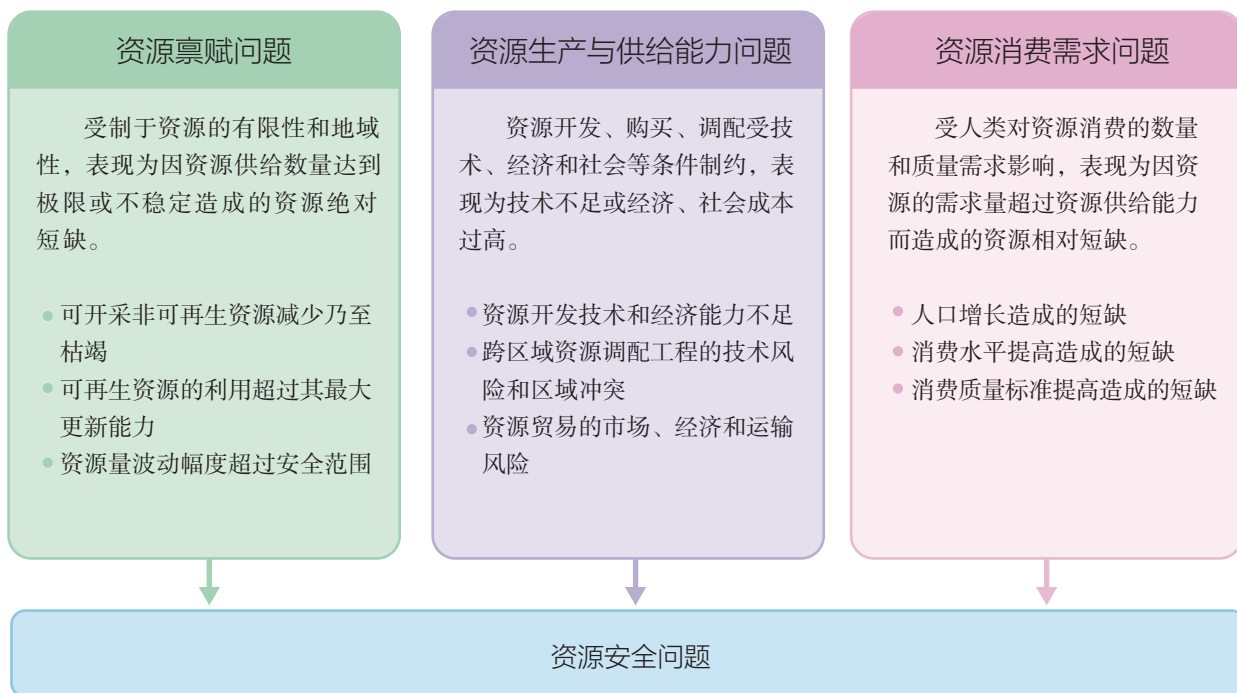 资源禀赋问题
受制于资源的有限性和地域
性，表现为因资源供给数量达到
极限或不稳定造成的资源绝对
短缺。
• 可开采非可再生资源减少乃至
枯竭
• 可再生资源的利用超过其最大
更新能力
• 资源量波动幅度超过安全范围
资源生产与供给能力问题
资源开发、购买、调配受技
术、经济和社会等条件制约，表
现为技术不足或经济、社会成本
过高。
• 资源开发技术和经济能力不足
• 跨区域资源调配工程的技术风
险和区域冲突
• 资源贸易的市场、经济和运输
风险
资源消费需求问题
受人类对资源消费的数量
和质量需求影响，表现为因资
源的需求量超过资源供给能力
而造成的资源相对短缺。
• 人口增长造成的短缺
• 消费水平提高造成的短缺
• 消费质量标准提高造成的短缺
资源安全问题